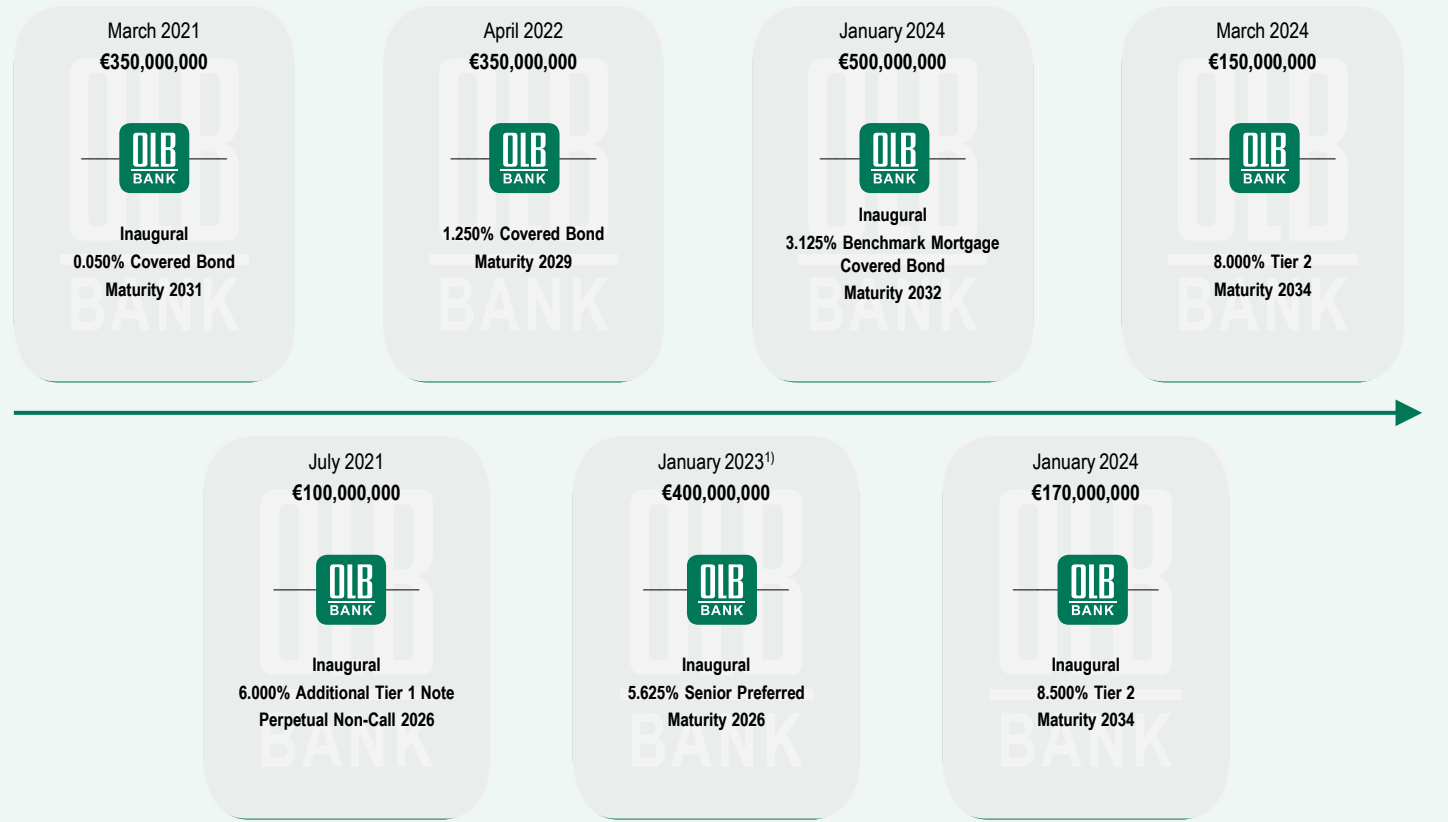 March 2021
€350,000,000
OLB
BANK
Inaugural
0.050% Covered Bond
Maturity 2031
April 2022
€350,000,000
OLB
BANK
1.250% Covered Bond
Maturity 2029
January 2024
€500,000,000
OLB
BANK
Inaugural
3.125% Benchmark Mortgage
Covered Bond
Maturity 2032
March 2024
€150,000,000
OLB
BANK
8.000% Tier 2
Maturity 2034
July 2021
€100,000,000
OLB
BANK
Inaugural
6.000% Additional Tier 1 Note
Perpetual Non-Call 2026
January 2023¹⁾
€400,000,000
OLB
BANK
Inaugural
5.625% Senior Preferred
Maturity 2026
January 2024
€170,000,000
OLB
BANK
Inaugural
8.500% Tier 2
Maturity 2034